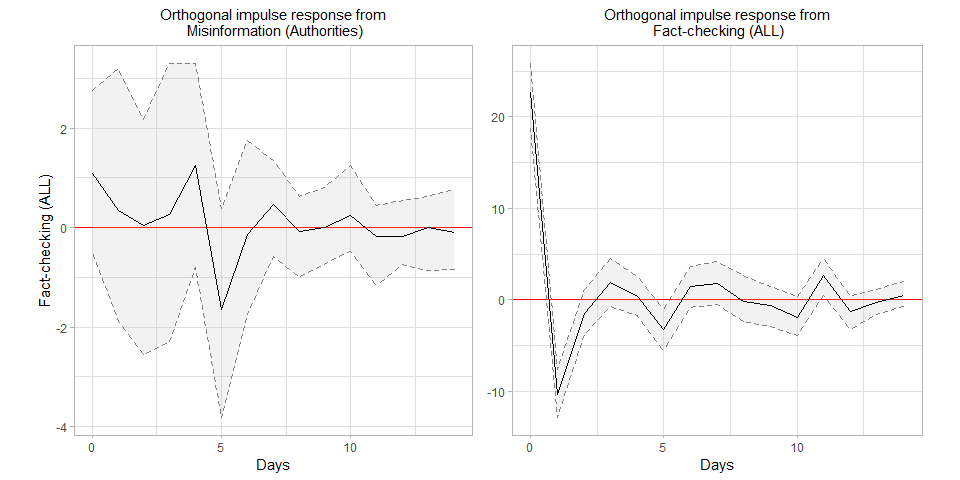 Orthogonal impulse response from
Misinformation (Authorities)
Fact-checking (ALL)
2
0
-2
-4
0
5
10
Days
Orthogonal impulse response from
Fact-checking (ALL)
20
10
0
-10
0
5
10
Days